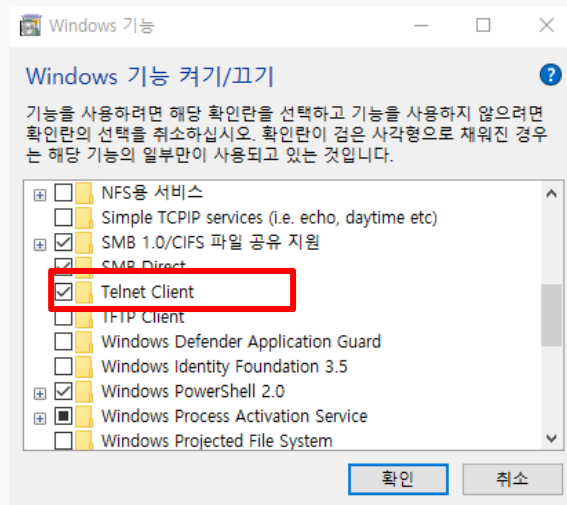 Windows 기능
Windows 기능 켜기/끄기
기능을 사용하려면 해당 확인란을 선택하고 기능을 사용하지 않으려면
확인란의 선택을 취소하십시오. 확인란이 검은 사각형으로 채워진 경우
는 해당 기능의 일부만이 사용되고 있는 것입니다.
NFS용 서비스
Simple TCPIP services (i.e. echo, daytime etc)
SMB 1.0/CIFS 파일 공유 지원
SMB Direct
Telnet Client
TFTP Client
Windows Defender Application Guard
Windows Identity Foundation 3.5
Windows PowerShell 2.0
Windows Process Activation Service
Windows Projected File System
확인
취소